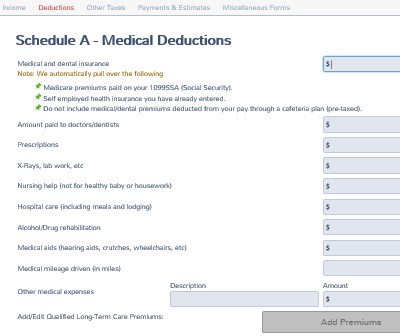 Income Deductions Other Taxes Payments & Estimates Miscellaneous Forms
Schedule A - Medical Deductions
Medical and dental insurance $
Note: We automatically pull over the following
Medicare premiums paid on your 1099SSA (Social Security).
Self employed health insurance you have already entered.
Do not include medical/dental premiums deducted from your pay through a cafeteria plan (pre-taxed).
Amount paid to doctors/dentists $
Prescriptions $
X-Rays, lab work, etc $
Nursing help (not for healthy baby or housework) $
Hospital care (including meals and lodging) $
Alcohol/Drug rehabilitation $
Medical aids (hearing aids, crutches, wheelchairs, etc) $
Medical mileage driven (in miles)
Description Amount
Other medical expenses $
Add/Edit Qualified Long-Term Care Premiums: Add Premiums